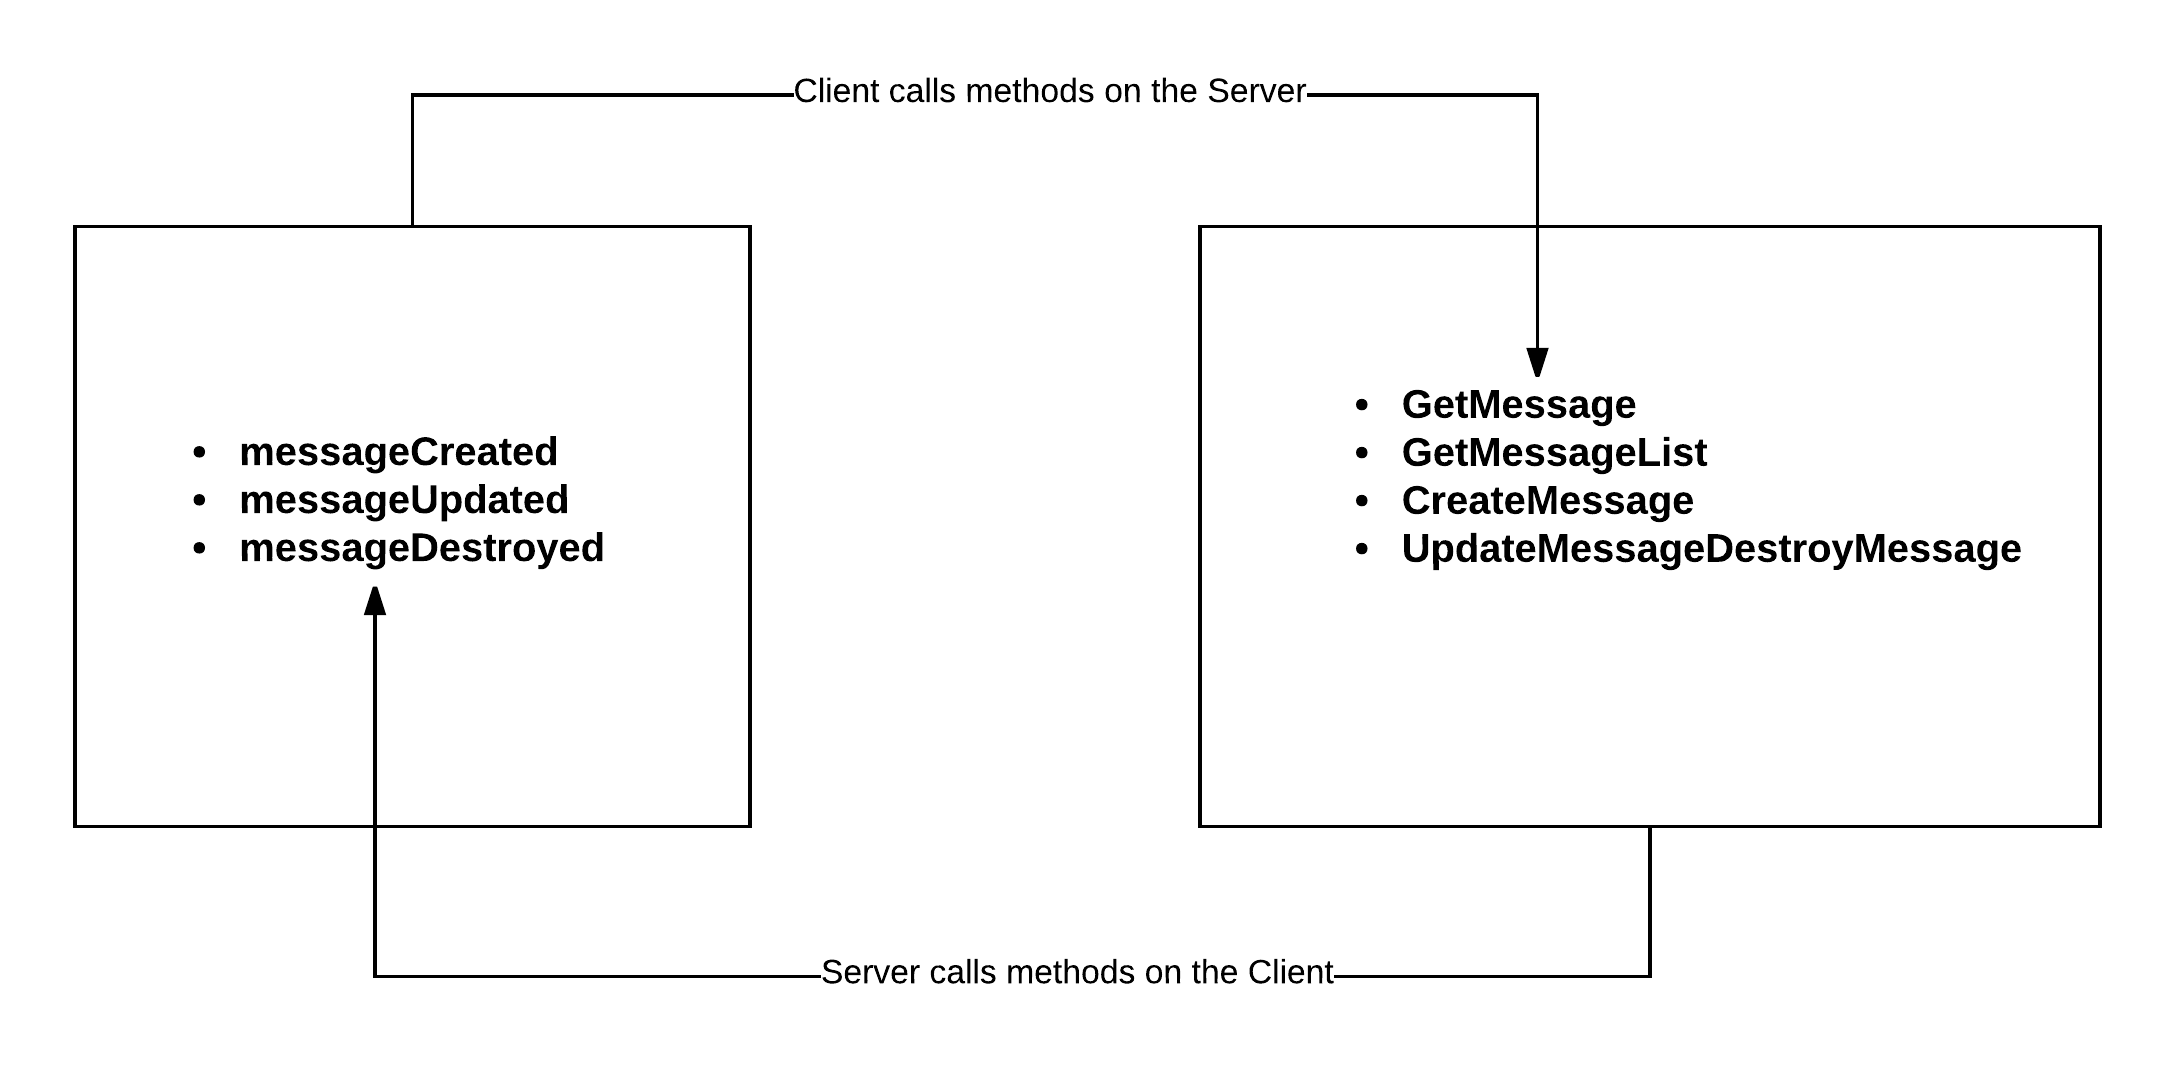 Client calls methods on the Server
• messageCreated
• messageUpdated
• messageDestroyed
• GetMessage
• GetMessageList
• CreateMessage
• UpdateMessageDestroyMessage
Server calls methods on the Client